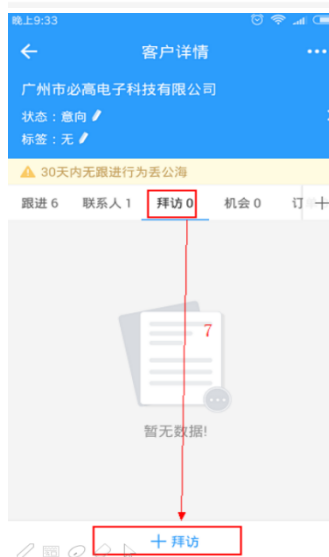 晚上9:33
客户详情
广州市必高电子科技有限公司
状态：意向
标签：无
30天内无跟进行为丢公海
跟进 6 联系人 1 拜访 0 机会 0 订
7
暂无数据!
十拜访